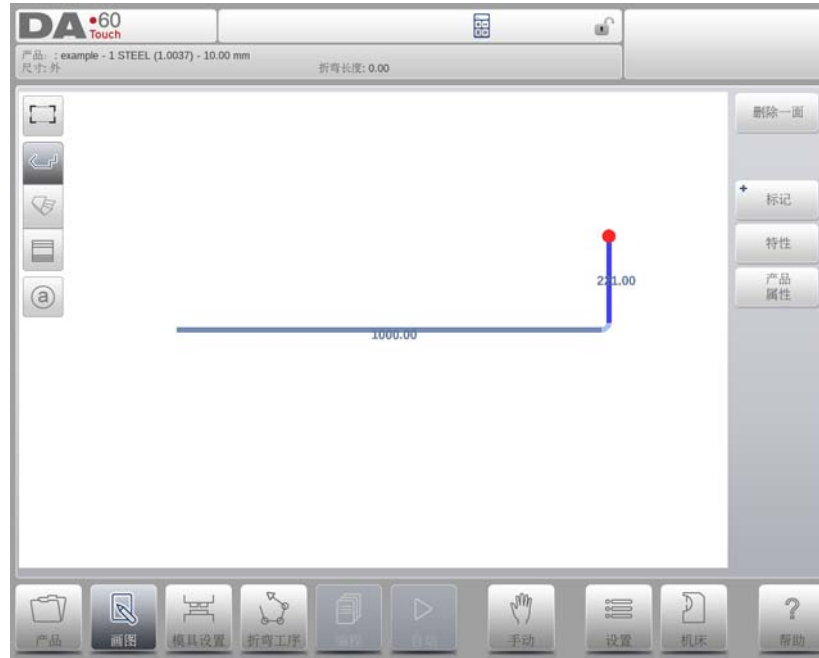 DA •60
Touch
产品: : example - 1 STEEL (1.0037) - 10.00 mm
尺寸: 外
折弯长度: 0.00
删除一面
标记
特性
产品
属性
ⓐ
221.00
1000.00
产品
画图
模具设置
折弯工序
编程
自动
手动
设置
机床
?
帮助